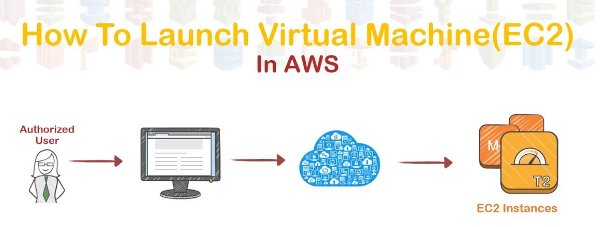 How To Launch Virtual Machine(EC2)
In AWS
Authorized
User
M
T2
EC2 Instances